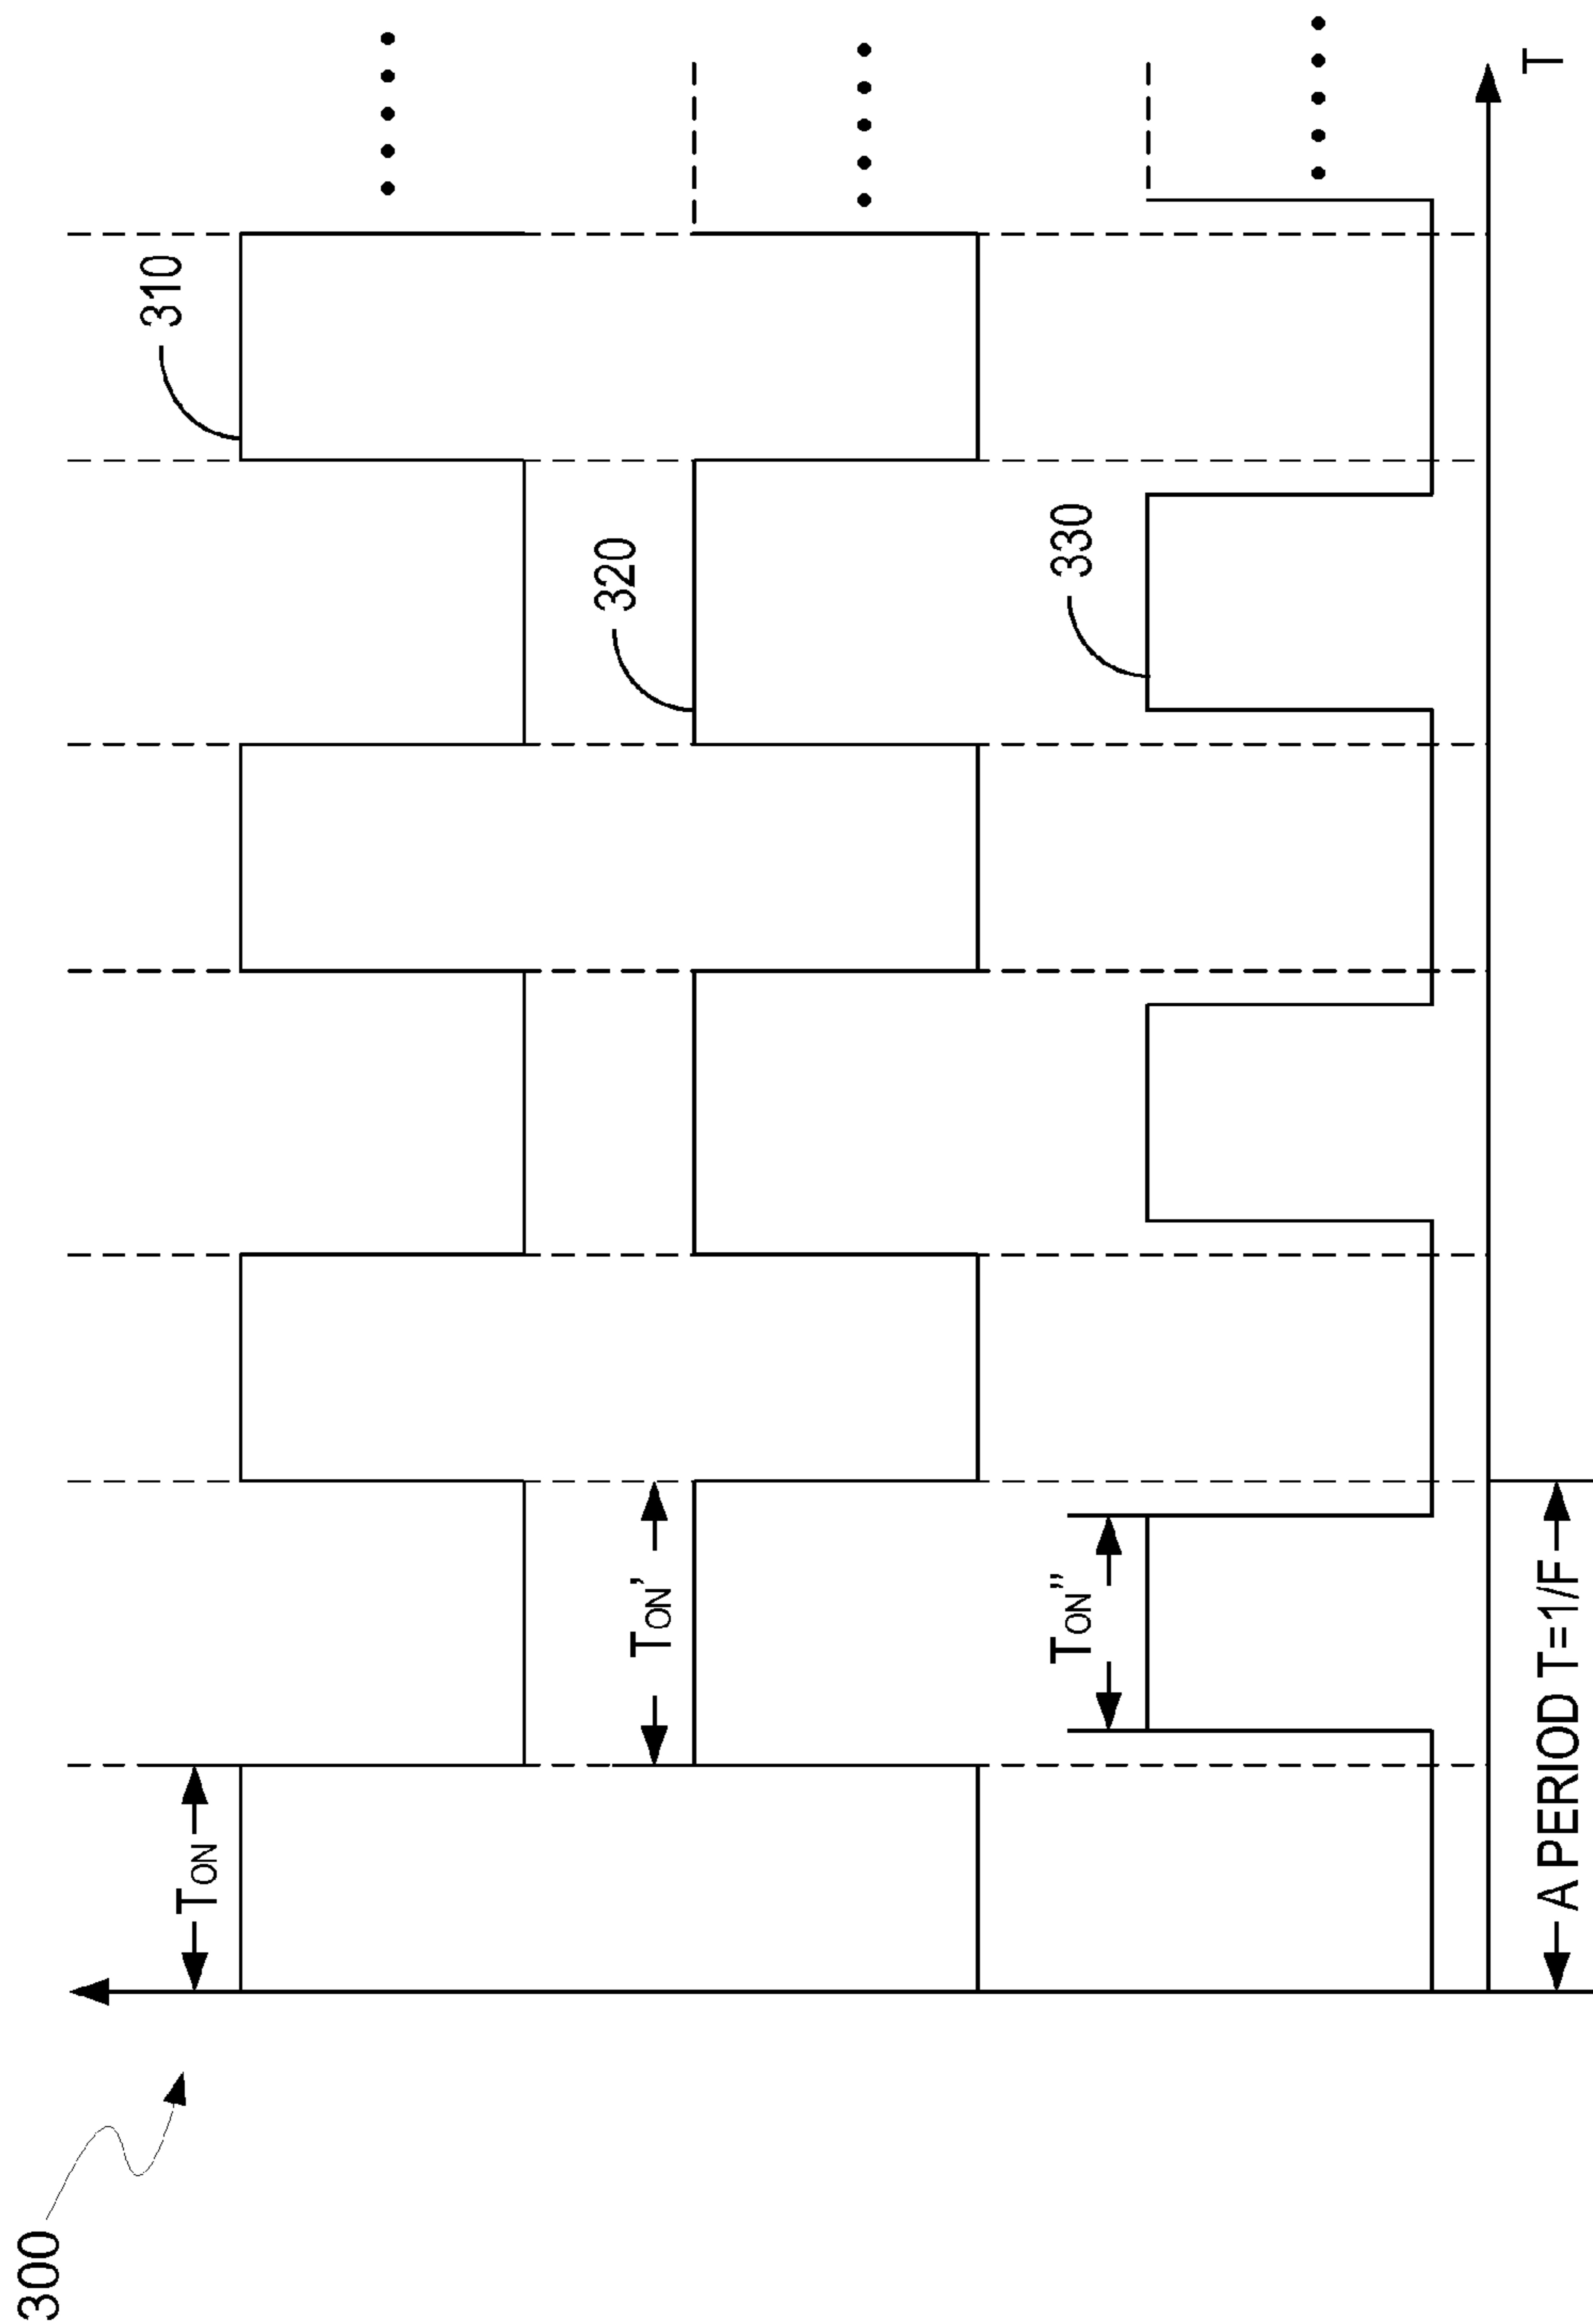 300
310
T_ON
320
T_ON'
330
T_ON''
T
A PERIOD T=1/F